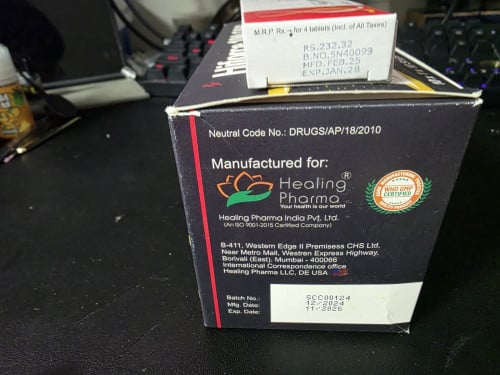 M.R.P. Rs. for 4 tablets (Incl. of All Taxes)
RS.232.32
B.NO.5N40099
MFD.FEB.25
EXP.JAN.28
Neutral Code No.: DRUGS/AP/18/2010
Manufactured for:
Healing ®
Pharma
Your health is our world
Healing Pharma India Pvt. Ltd.
(An ISO 9001-2015 Certified Company)
WHO GMP
CERTIFIED
B-411, Western Edge II Premisess CHS Ltd,
Near Metro Mall, Westren Express Highway,
Borivali (East), Mumbai - 400066
International Correspondence office
Healing Pharma LLC, DE USA
Batch No.: SCC00124
Mfg. Date: 12/2024
Exp. Date: 11/2026